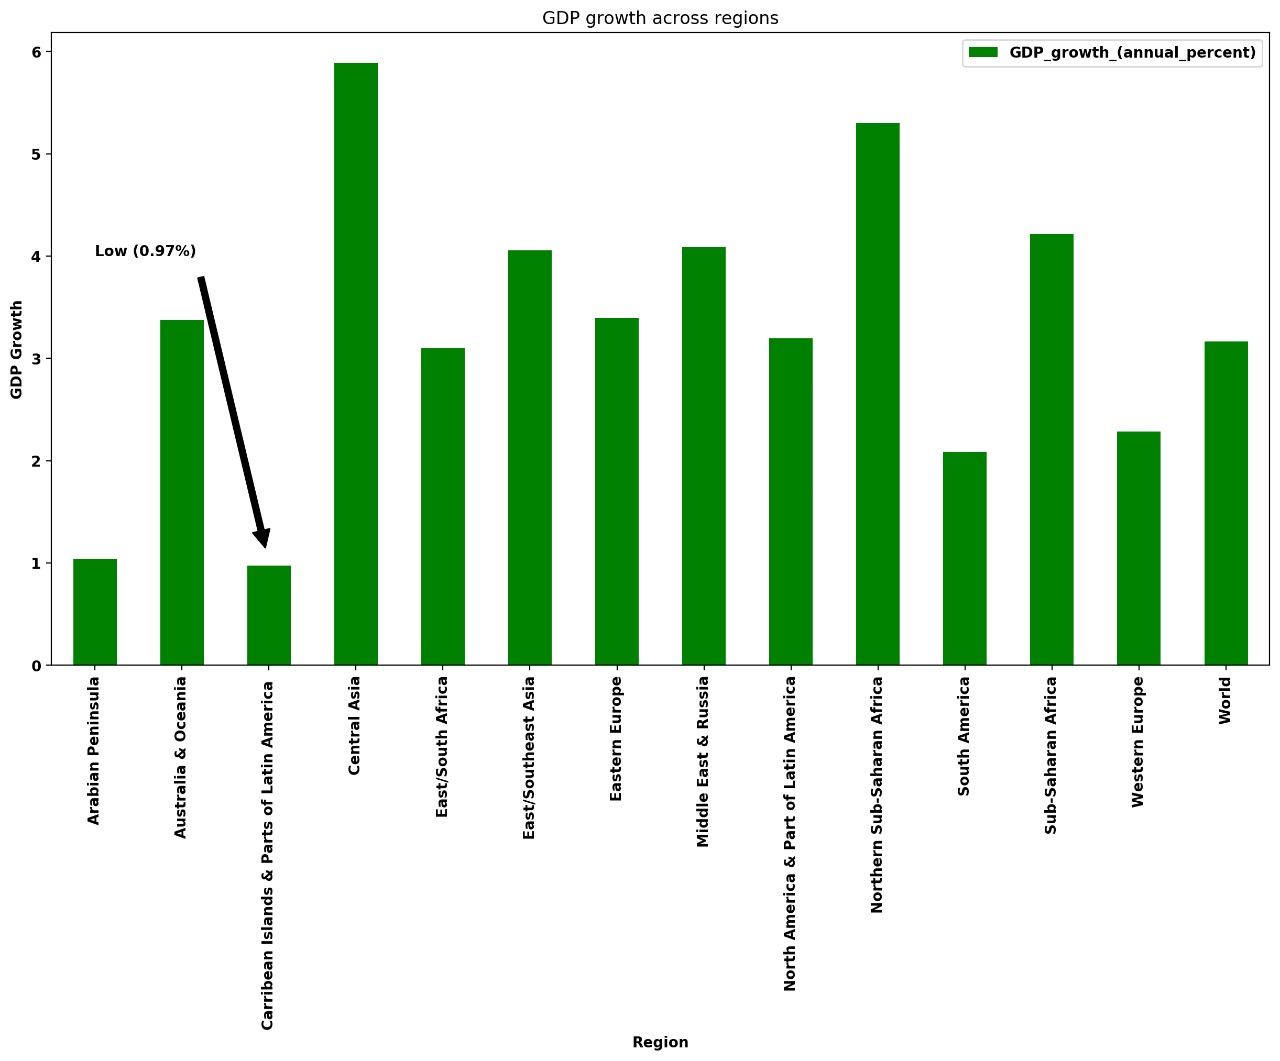 GDP growth across regions
GDP_growth_(annual_percent)
6
5
4
3
2
1
0
GDP Growth
Low (0.97%)
Arabian Peninsula
Australia & Oceania
Carribean Islands & Parts of Latin America
Central Asia
East/South Africa
East/Southeast Asia
Eastern Europe
Middle East & Russia
North America & Part of Latin America
Northern Sub-Saharan Africa
South America
Sub-Saharan Africa
Western Europe
World
Region